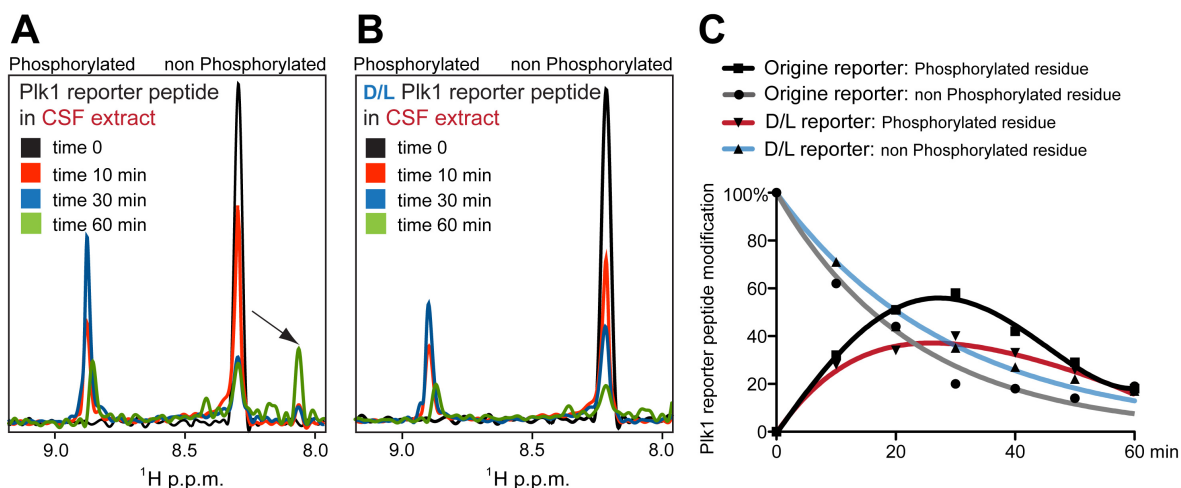 A
Phosphorylated non Phosphorylated
Plk1 reporter peptide
in CSF extract
time 0
time 10 min
time 30 min
time 60 min
9.0 8.5 8.0
1H p.p.m.
B
Phosphorylated non Phosphorylated
D/L Plk1 reporter peptide
in CSF extract
time 0
time 10 min
time 30 min
time 60 min
9.0 8.5 8.0
1H p.p.m.
C
Origine reporter: Phosphorylated residue
Origine reporter: non Phosphorylated residue
D/L reporter: Phosphorylated residue
D/L reporter: non Phosphorylated residue
Plk1 reporter peptide modification
100%
80
60
40
20
0
0 20 40 60 min